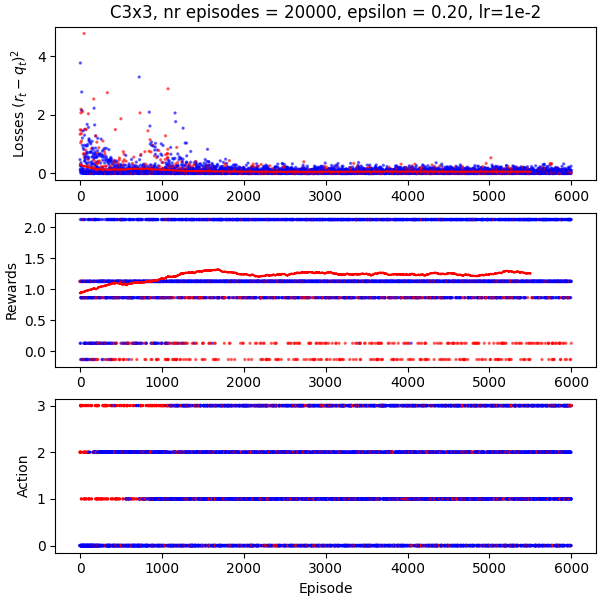 C3x3, nr episodes = 20000, epsilon = 0.20, lr=1e-2
Losses (r_t − q_t)^2
4
2
0
0 1000 2000 3000 4000 5000 6000
Rewards
2.0
1.5
1.0
0.5
0.0
0 1000 2000 3000 4000 5000 6000
Action
3
2
1
0
0 1000 2000 3000 4000 5000 6000
Episode